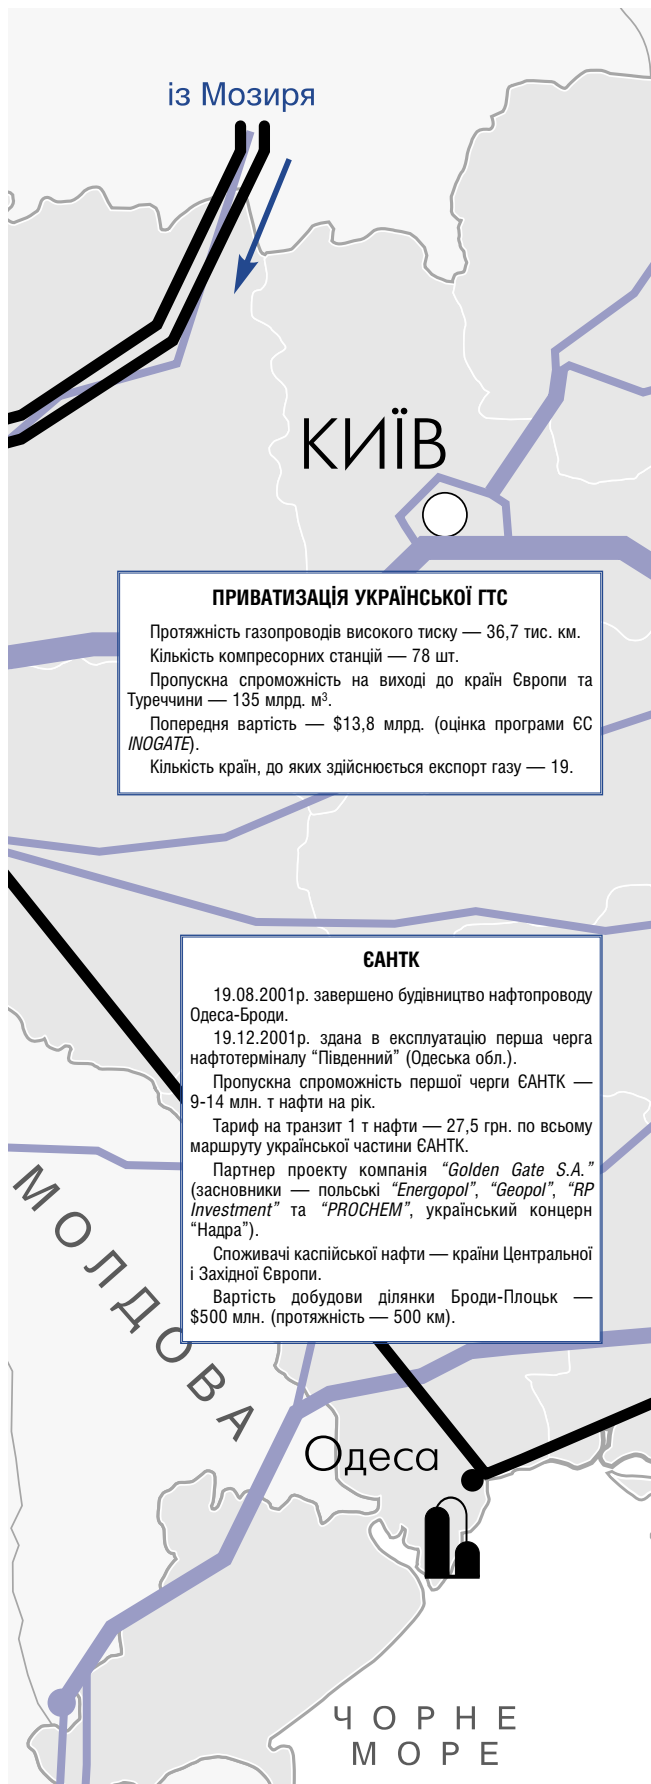 із Мозиря
КИЇВ
ПРИВАТИЗАЦІЯ УКРАЇНСЬКОЇ ГТС
Протяжність газопроводів високого тиску — 36,7 тис. км.
Кількість компресорних станцій — 78 шт.
Пропускна спроможність на виході до країн Європи та
Туреччини — 135 млрд. м³.
Попередня вартість — $13,8 млрд. (оцінка програми ЄС
INOGATE).
Кількість країн, до яких здійснюється експорт газу — 19.
ЄАНТК
19.08.2001р. завершено будівництво нафтопроводу
Одеса-Броди.
19.12.2001р. здана в експлуатацію перша черга
нафтотерміналу “Південний” (Одеська обл.).
Пропускна спроможність першої черги ЄАНТК —
9-14 млн. т нафти на рік.
Тариф на транзит 1 т нафти — 27,5 грн. по всьому
маршруту української частини ЄАНТК.
Партнер проекту компанія “Golden Gate S.A.”
(засновники — польські “Energopol”, “Geopol”, “RP
Investment” та “PROCHEM”, український концерн
“Надра”).
Споживачі каспійської нафти — країни Центральної
і Західної Європи.
Вартість добудови ділянки Броди-Плоцьк —
$500 млн. (протяжність — 500 км).
МОЛДОВА
Одеса
ЧОРНЕ
МОРЕ